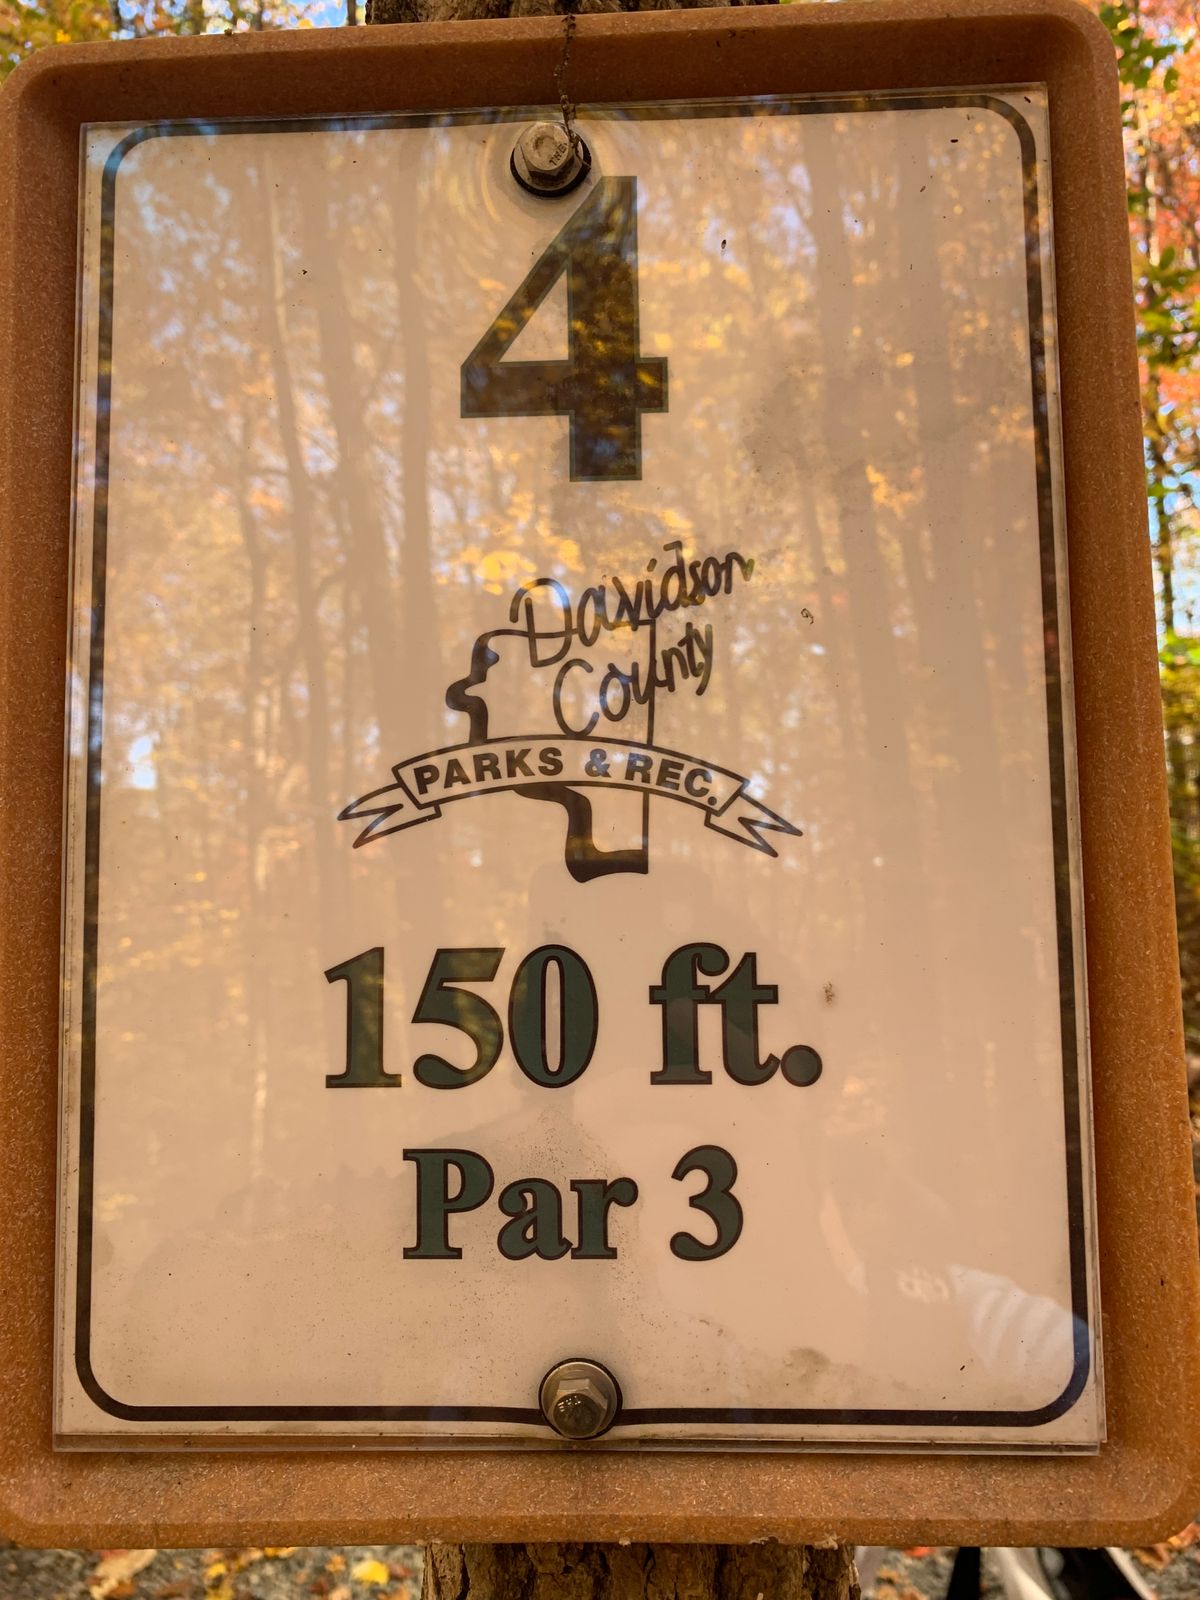 4
Davidson
County
PARKS & REC.
150 ft.
Par 3